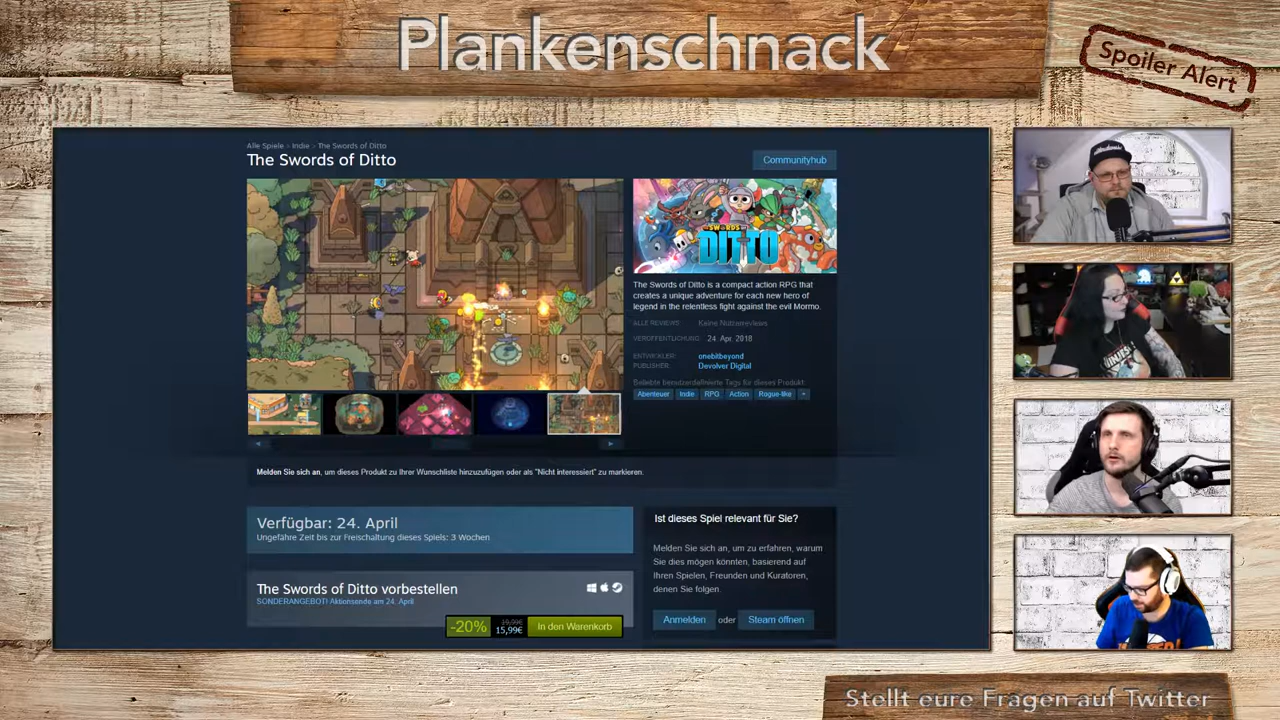 Plankenschnack
Spoiler Alert
Alle Spiele > Indie > The Swords of Ditto
The Swords of Ditto
Communityhub
SWORDS
DITTO
The Swords of Ditto is a compact action RPG that
creates a unique adventure for each new hero of
legend in the relentless fight against the evil Mormo.
ALLE REVIEWS: Keine Nutzerreviews
VERÖFFENTLICHUNG: 24. Apr. 2018
ENTWICKLER: onebitbeyond
PUBLISHER: Devolver Digital
Beliebte benutzerdefinierte Tags für dieses Produkt:
Abenteuer Indie RPG Action Rogue-like +
Melden Sie sich an, um dieses Produkt zu Ihrer Wunschliste hinzuzufügen oder als "Nicht interessiert" zu markieren.
Verfügbar: 24. April
Ungefähre Zeit bis zur Freischaltung dieses Spiels: 3 Wochen
The Swords of Ditto vorbestellen
SONDERANGEBOT! Aktionsende am 24. April
-20% 19,99€ 15,99€ In den Warenkorb
Ist dieses Spiel relevant für Sie?
Melden Sie sich an, um zu erfahren, warum
Sie dies mögen könnten, basierend auf
Ihren Spielen, Freunden und Kuratoren,
denen Sie folgen.
Anmelden oder Steam öffnen
Stellt eure Fragen auf Twitter